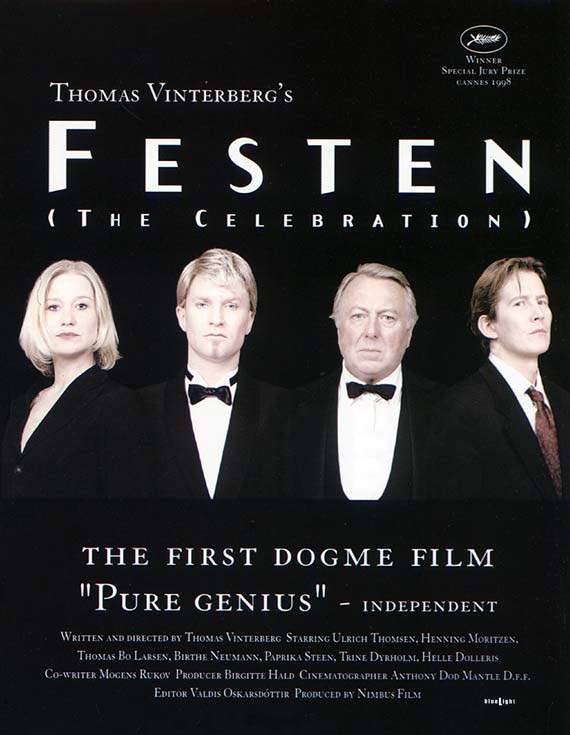 WINNER
SPECIAL JURY PRIZE
CANNES 1998
THOMAS VINTERBERG'S
FESTEN
(THE CELEBRATION)
THE FIRST DOGME FILM
"PURE GENIUS" - INDEPENDENT
WRITTEN AND DIRECTED BY THOMAS VINTERBERG STARRING ULRICH THOMSEN, HENNING MORITZEN,
THOMAS BO LARSEN, BIRTHE NEUMANN, PAPRIKA STEEN, TRINE DYRHOLM, HELLE DOLLERIS
CO-WRITER MOGENS RUKOV PRODUCER BIRGITTE HALD CINEMATOGRAPHER ANTHONY DOD MANTLE D.F.F.
EDITOR VALDIS OSKARSDÓTTIR PRODUCED BY NIMBUS FILM
blueLight